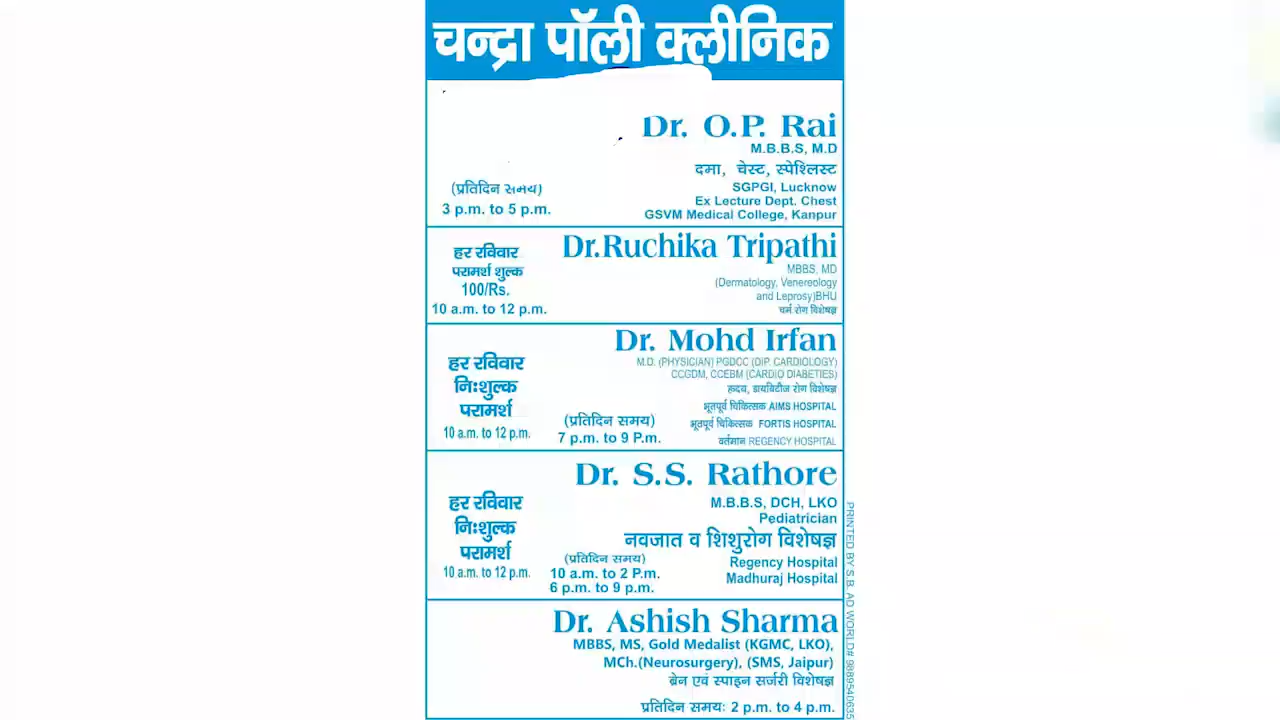 चन्द्रा पॉली क्लीनिक
Dr. O.P. Rai
M.B.B.S, M.D
दमा, चेस्ट, स्पेश्लिस्ट
SGPGI, Lucknow
Ex Lecture Dept. Chest
GSVM Medical College, Kanpur
(प्रतिदिन समय)
3 p.m. to 5 p.m.
Dr.Ruchika Tripathi
MBBS, MD
(Dermatology, Venereology
and Leprosy)BHU
चर्म रोग विशेषज्ञ
हर रविवार
परामर्श शुल्क
100/Rs.
10 a.m. to 12 p.m.
Dr. Mohd Irfan
M.D. (PHYSICIAN) PGDCC (DIP. CARDIOLOGY)
CCGDM, CCEBM (CARDIO DIABETIES)
हृदय, डायबिटीज रोग विशेषज्ञ
भूतपूर्व चिकित्सक AIMS HOSPITAL
भूतपूर्व चिकित्सक FORTIS HOSPITAL
वर्तमान REGENCY HOSPITAL
हर रविवार
निःशुल्क
परामर्श
10 a.m. to 12 p.m.
(प्रतिदिन समय)
7 p.m. to 9 P.m.
Dr. S.S. Rathore
M.B.B.S, DCH, LKO
Pediatrician
नवजात व शिशुरोग विशेषज्ञ
Regency Hospital
Madhuraj Hospital
हर रविवार
निःशुल्क
परामर्श
10 a.m. to 12 p.m.
(प्रतिदिन समय)
10 a.m. to 2 P.m.
6 p.m. to 9 p.m.
Dr. Ashish Sharma
MBBS, MS, Gold Medalist (KGMC, LKO),
MCh.(Neurosurgery), (SMS, Jaipur)
ब्रेन एवं स्पाइन सर्जरी विशेषज्ञ
प्रतिदिन समयः 2 p.m. to 4 p.m.
PRINTED BY S.B. AD WORLD# 9889540635